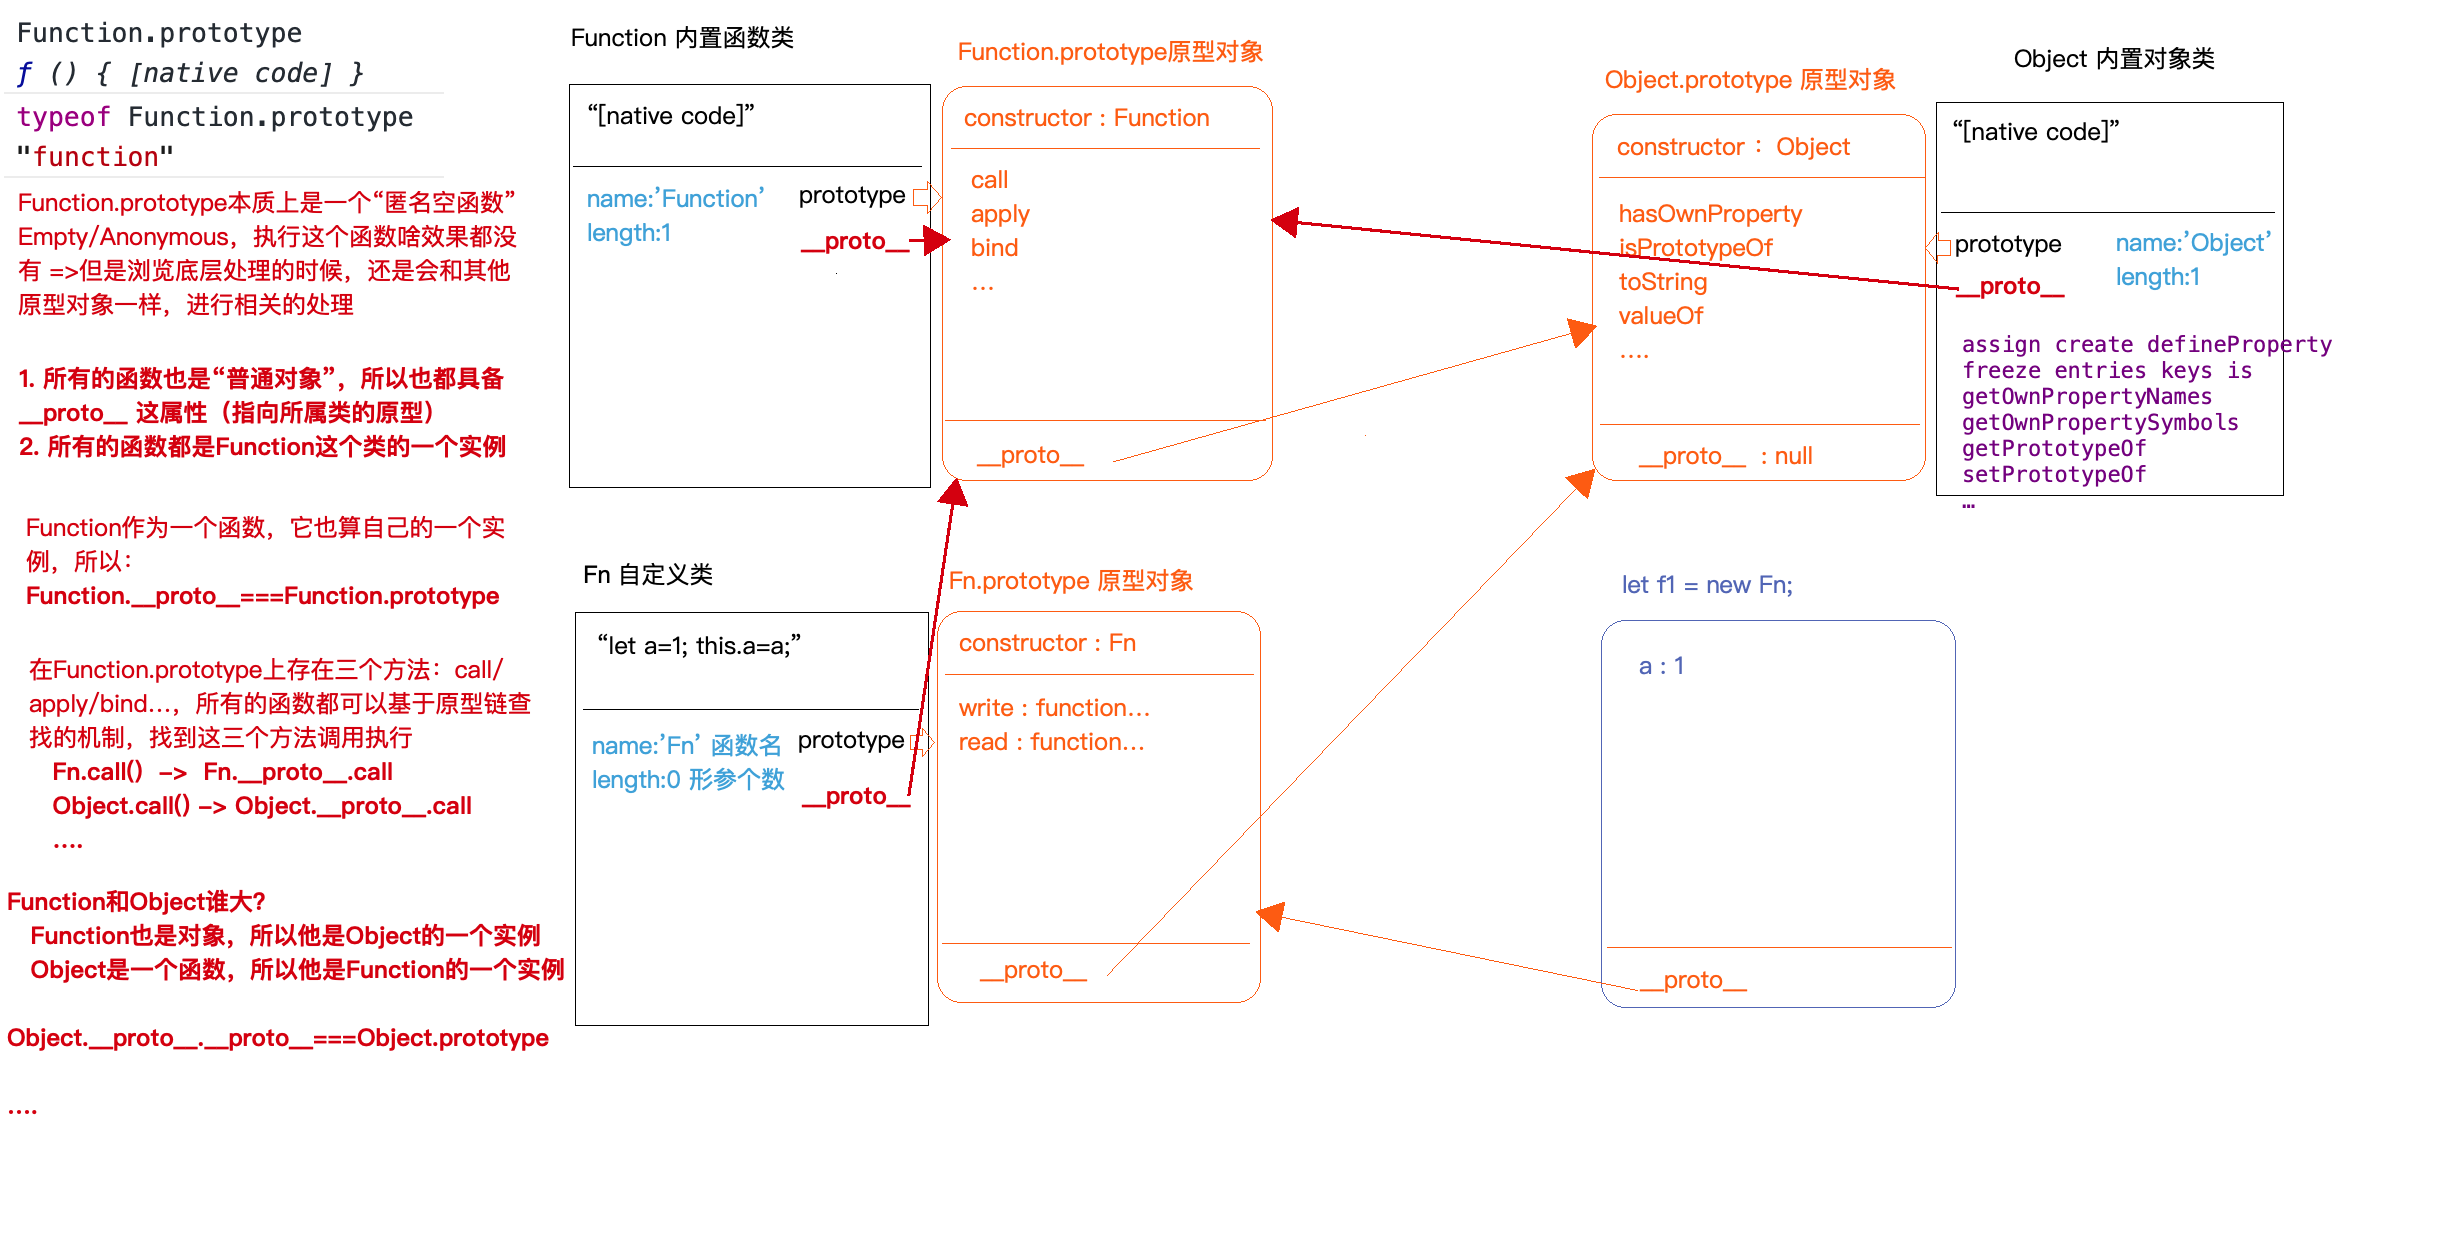 Function.prototype
ƒ () { [native code] }
typeof Function.prototype
"function"
Function.prototype本质上是一个“匿名空函数”
Empty/Anonymous，执行这个函数啥效果都没
有 =>但是浏览底层处理的时候，还是会和其他
原型对象一样，进行相关的处理
1. 所有的函数也是“普通对象”，所以也都具备
__proto__ 这属性（指向所属类的原型）
2. 所有的函数都是Function这个类的一个实例
Function作为一个函数，它也算自己的一个实
例，所以：
Function.__proto__===Function.prototype
在Function.prototype上存在三个方法：call/
apply/bind...，所有的函数都可以基于原型链查
找的机制，找到这三个方法调用执行
Fn.call() -> Fn.__proto__.call
Object.call() -> Object.__proto__.call
....
Function和Object谁大?
Function也是对象，所以他是Object的一个实例
Object是一个函数，所以他是Function的一个实例
Object.__proto__.__proto__===Object.prototype
....
Function 内置函数类
“[native code]”
name:’Function’
length:1
prototype
__proto__
Function.prototype原型对象
constructor : Function
call
apply
bind
...
__proto__
Object.prototype 原型对象
constructor： Object
hasOwnProperty
isPrototypeOf
toString
valueOf
....
__proto__ : null
Object 内置对象类
“[native code]”
prototype
__proto__
name:’Object’
length:1
assign create defineProperty
freeze entries keys is
getOwnPropertyNames
getOwnPropertySymbols
getPrototypeOf
setPrototypeOf
…
Fn 自定义类
“let a=1; this.a=a;”
name:’Fn’ 函数名
length:0 形参个数
prototype
__proto__
Fn.prototype 原型对象
constructor : Fn
write : function...
read : function...
__proto__
let f1 = new Fn;
a : 1
__proto__